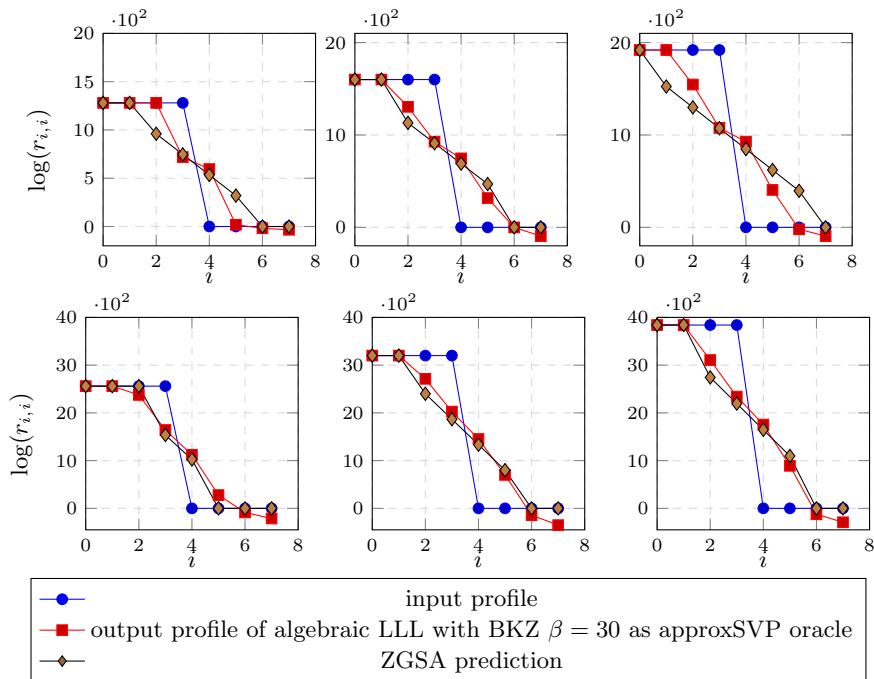 ·10² ·10² ·10²
20 20 20
15
10 10 10
5
0 0 0
log(r_{i,i})
0 2 4 6 8 0 2 4 6 8 0 2 4 6 8
i i i
·10² ·10² ·10²
40 40 40
30 30 30
20 20 20
10 10 10
0 0 0
log(r_{i,i})
0 2 4 6 8 0 2 4 6 8 0 2 4 6 8
i i i
input profile
output profile of algebraic LLL with BKZ β = 30 as approxSVP oracle
ZGSA prediction